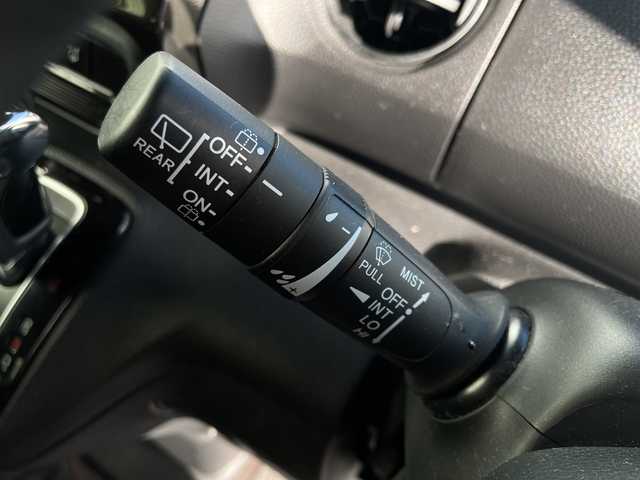 REAR
OFF-
INT-
ON-
-
+
PULL
MIST
OFF
INT
LO
HI